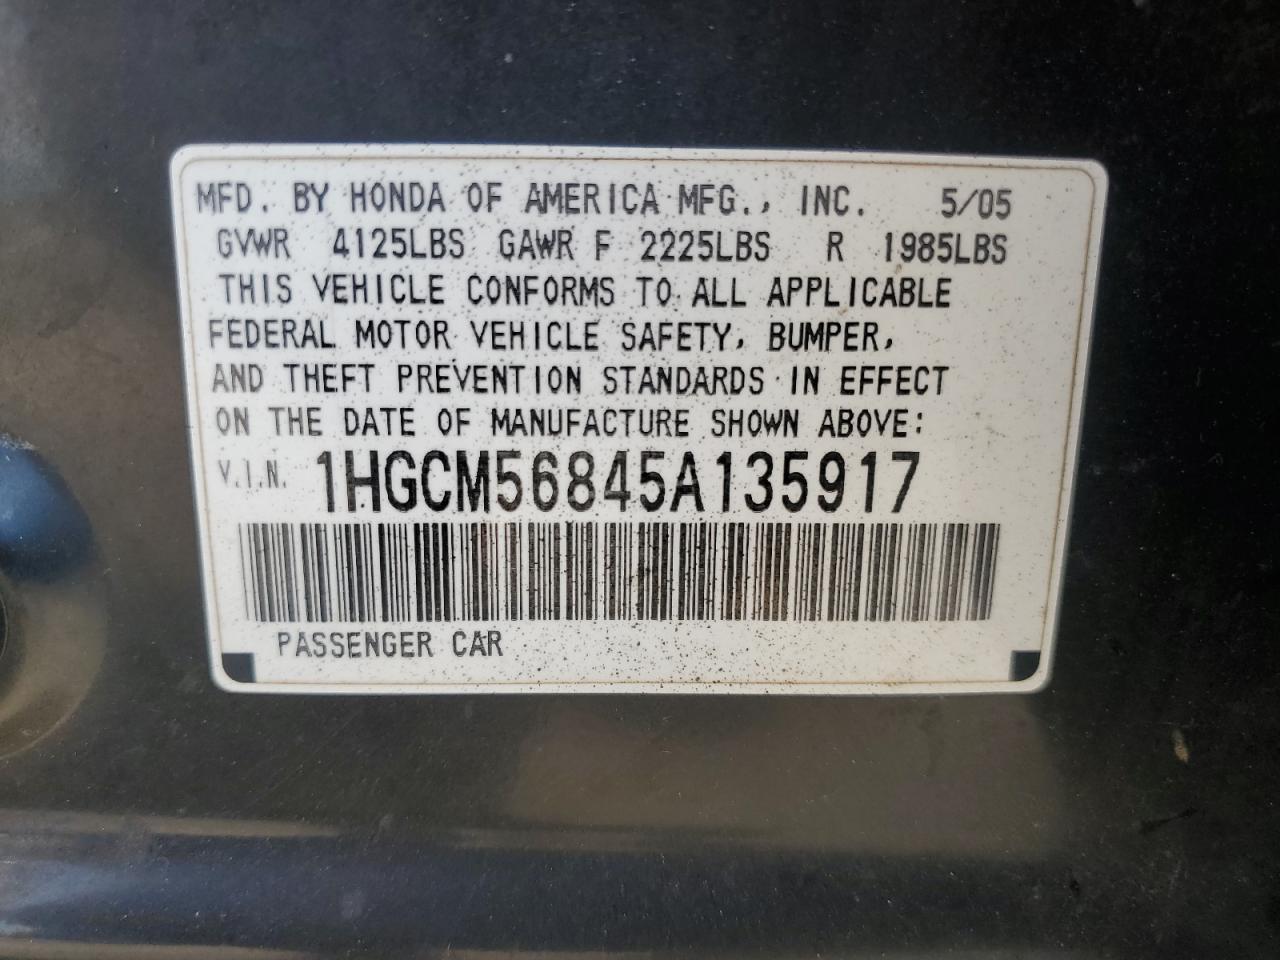 MFD. BY HONDA OF AMERICA MFG., INC. 5/05
GVWR 4125LBS GAWR F 2225LBS R 1985LBS
THIS VEHICLE CONFORMS TO ALL APPLICABLE
FEDERAL MOTOR VEHICLE SAFETY, BUMPER,
AND THEFT PREVENTION STANDARDS IN EFFECT
ON THE DATE OF MANUFACTURE SHOWN ABOVE:
V.I.N. 1HGCM56845A135917
PASSENGER CAR